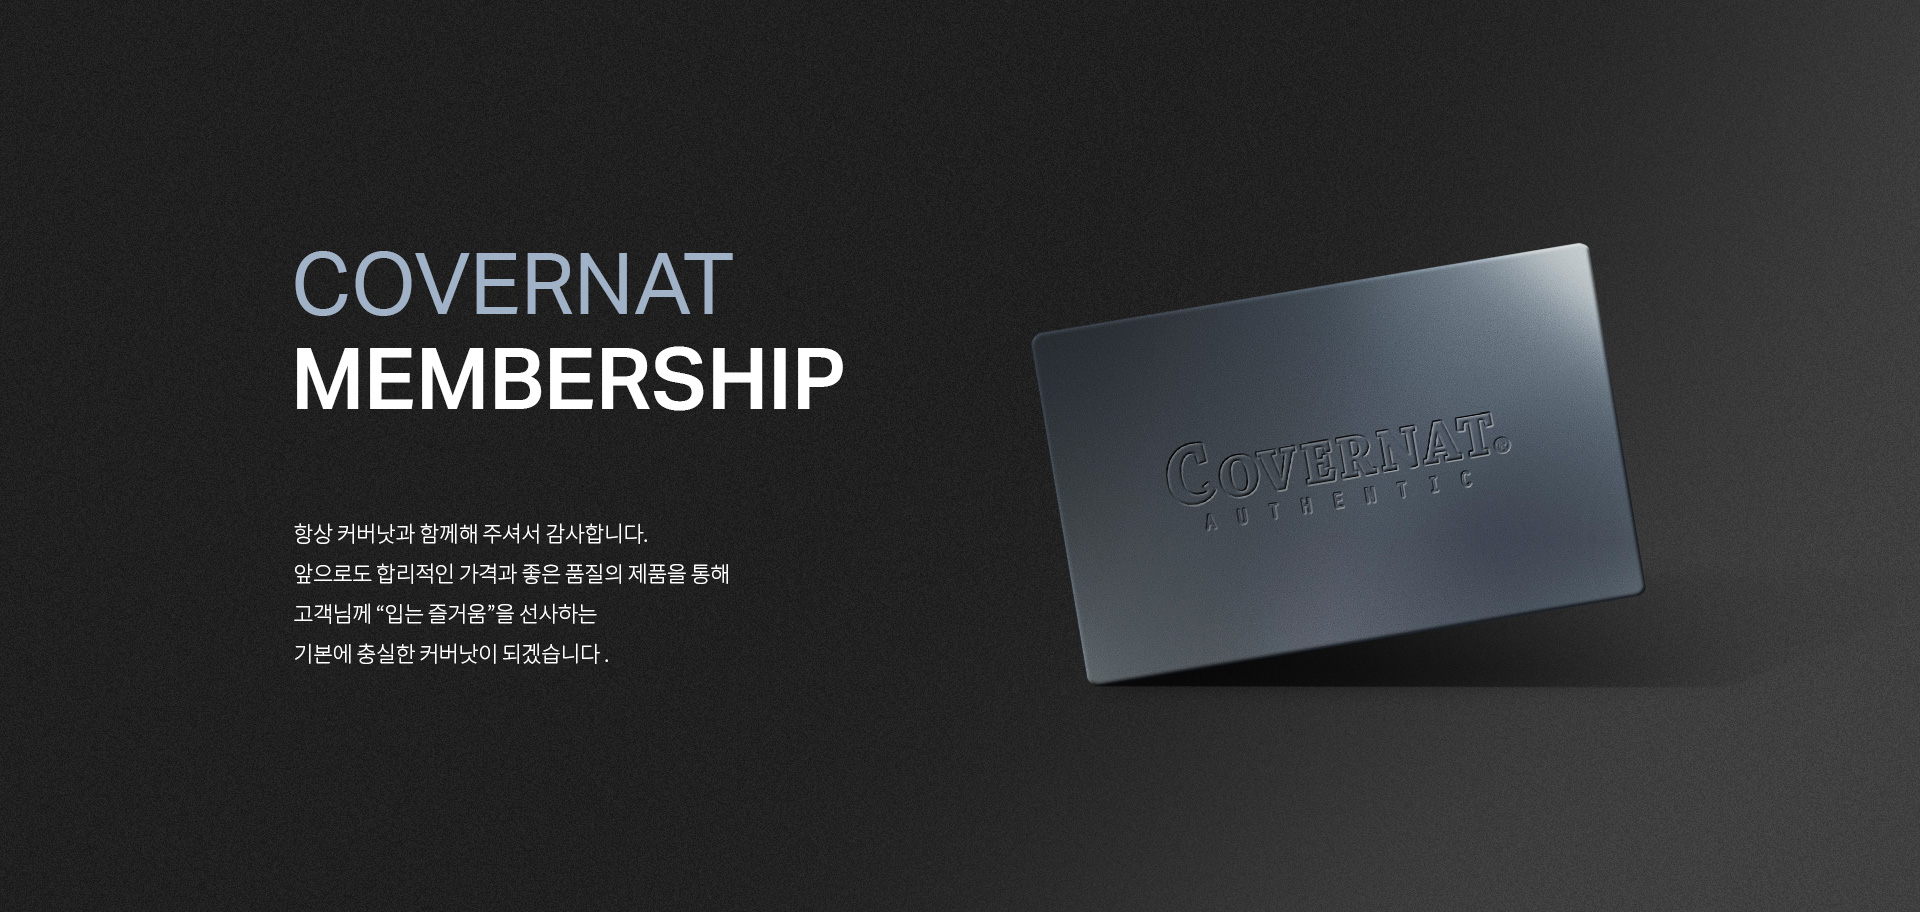 COVERNAT
MEMBERSHIP
항상 커버낫과 함께해 주셔서 감사합니다.
앞으로도 합리적인 가격과 좋은 품질의 제품을 통해
고객님께 “입는 즐거움”을 선사하는
기본에 충실한 커버낫이 되겠습니다 .
COVERNAT®
AUTHENTIC